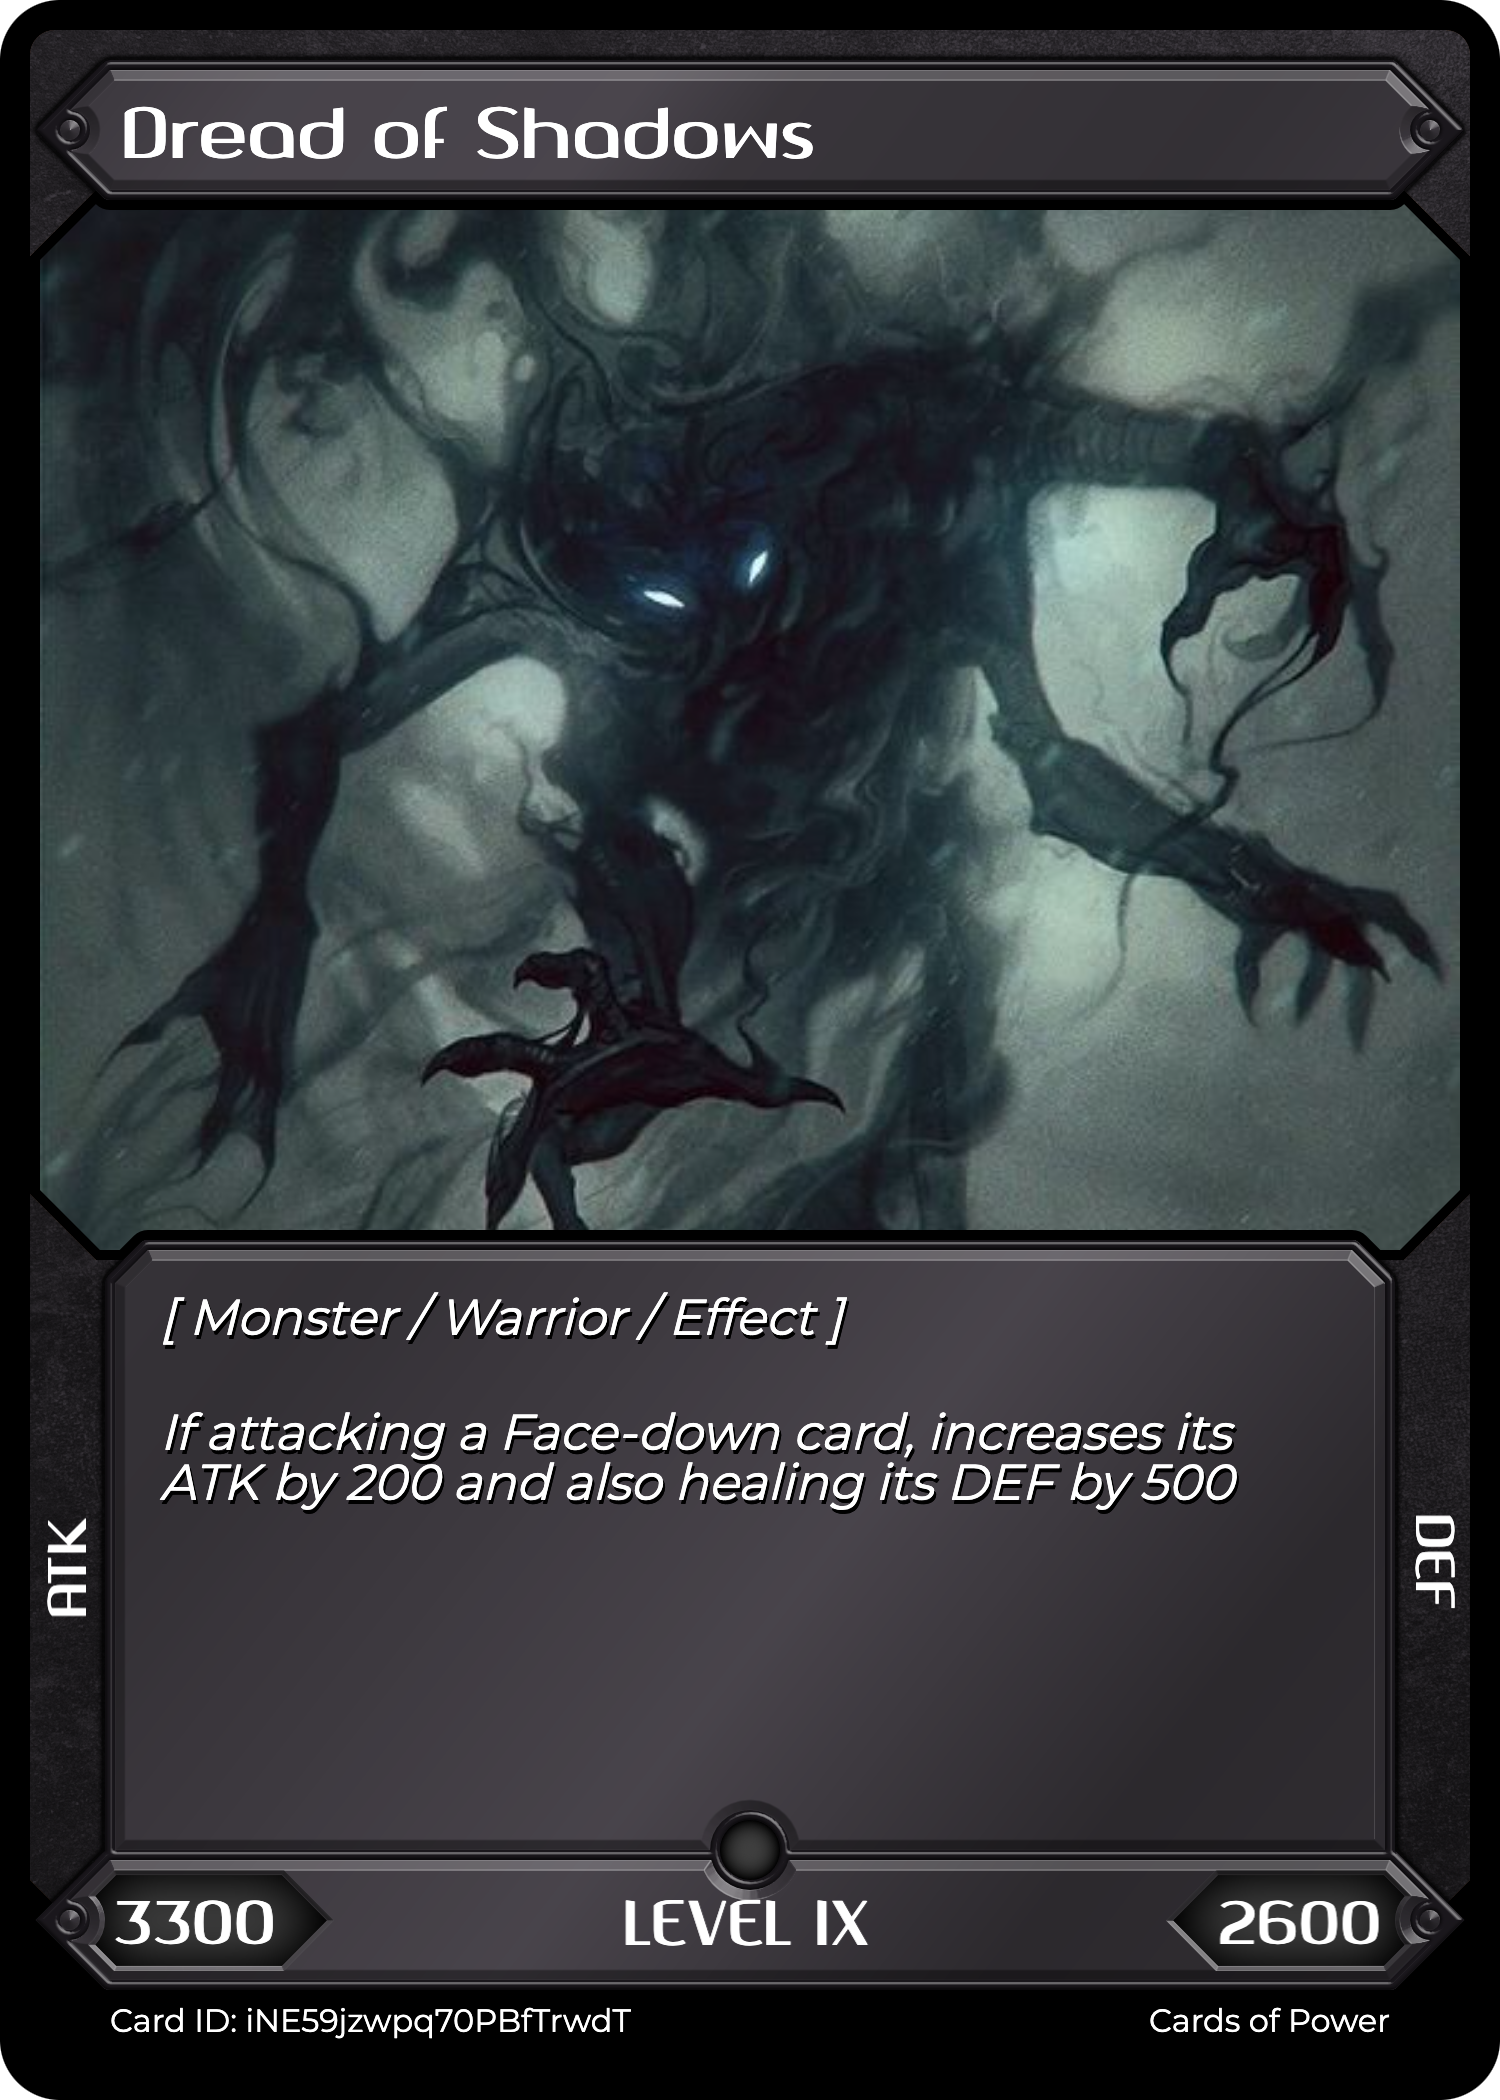 Dread of Shadows
[ Monster / Warrior / Effect ]
If attacking a Face-down card, increases its
ATK by 200 and also healing its DEF by 500
ATK
DEF
3300
LEVEL IX
2600
Card ID: iNE59jzwpq70PBfTrwdT
Cards of Power